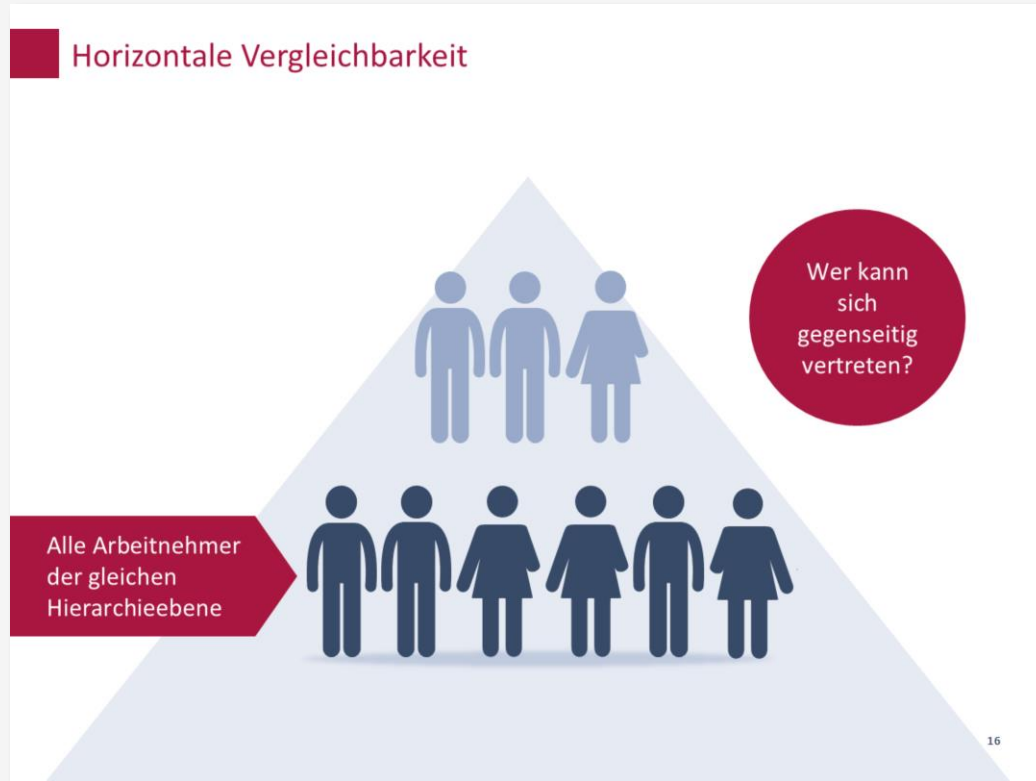 Horizontale Vergleichbarkeit
Wer kann
sich
gegenseitig
vertreten?
Alle Arbeitnehmer
der gleichen
Hierarchieebene
16